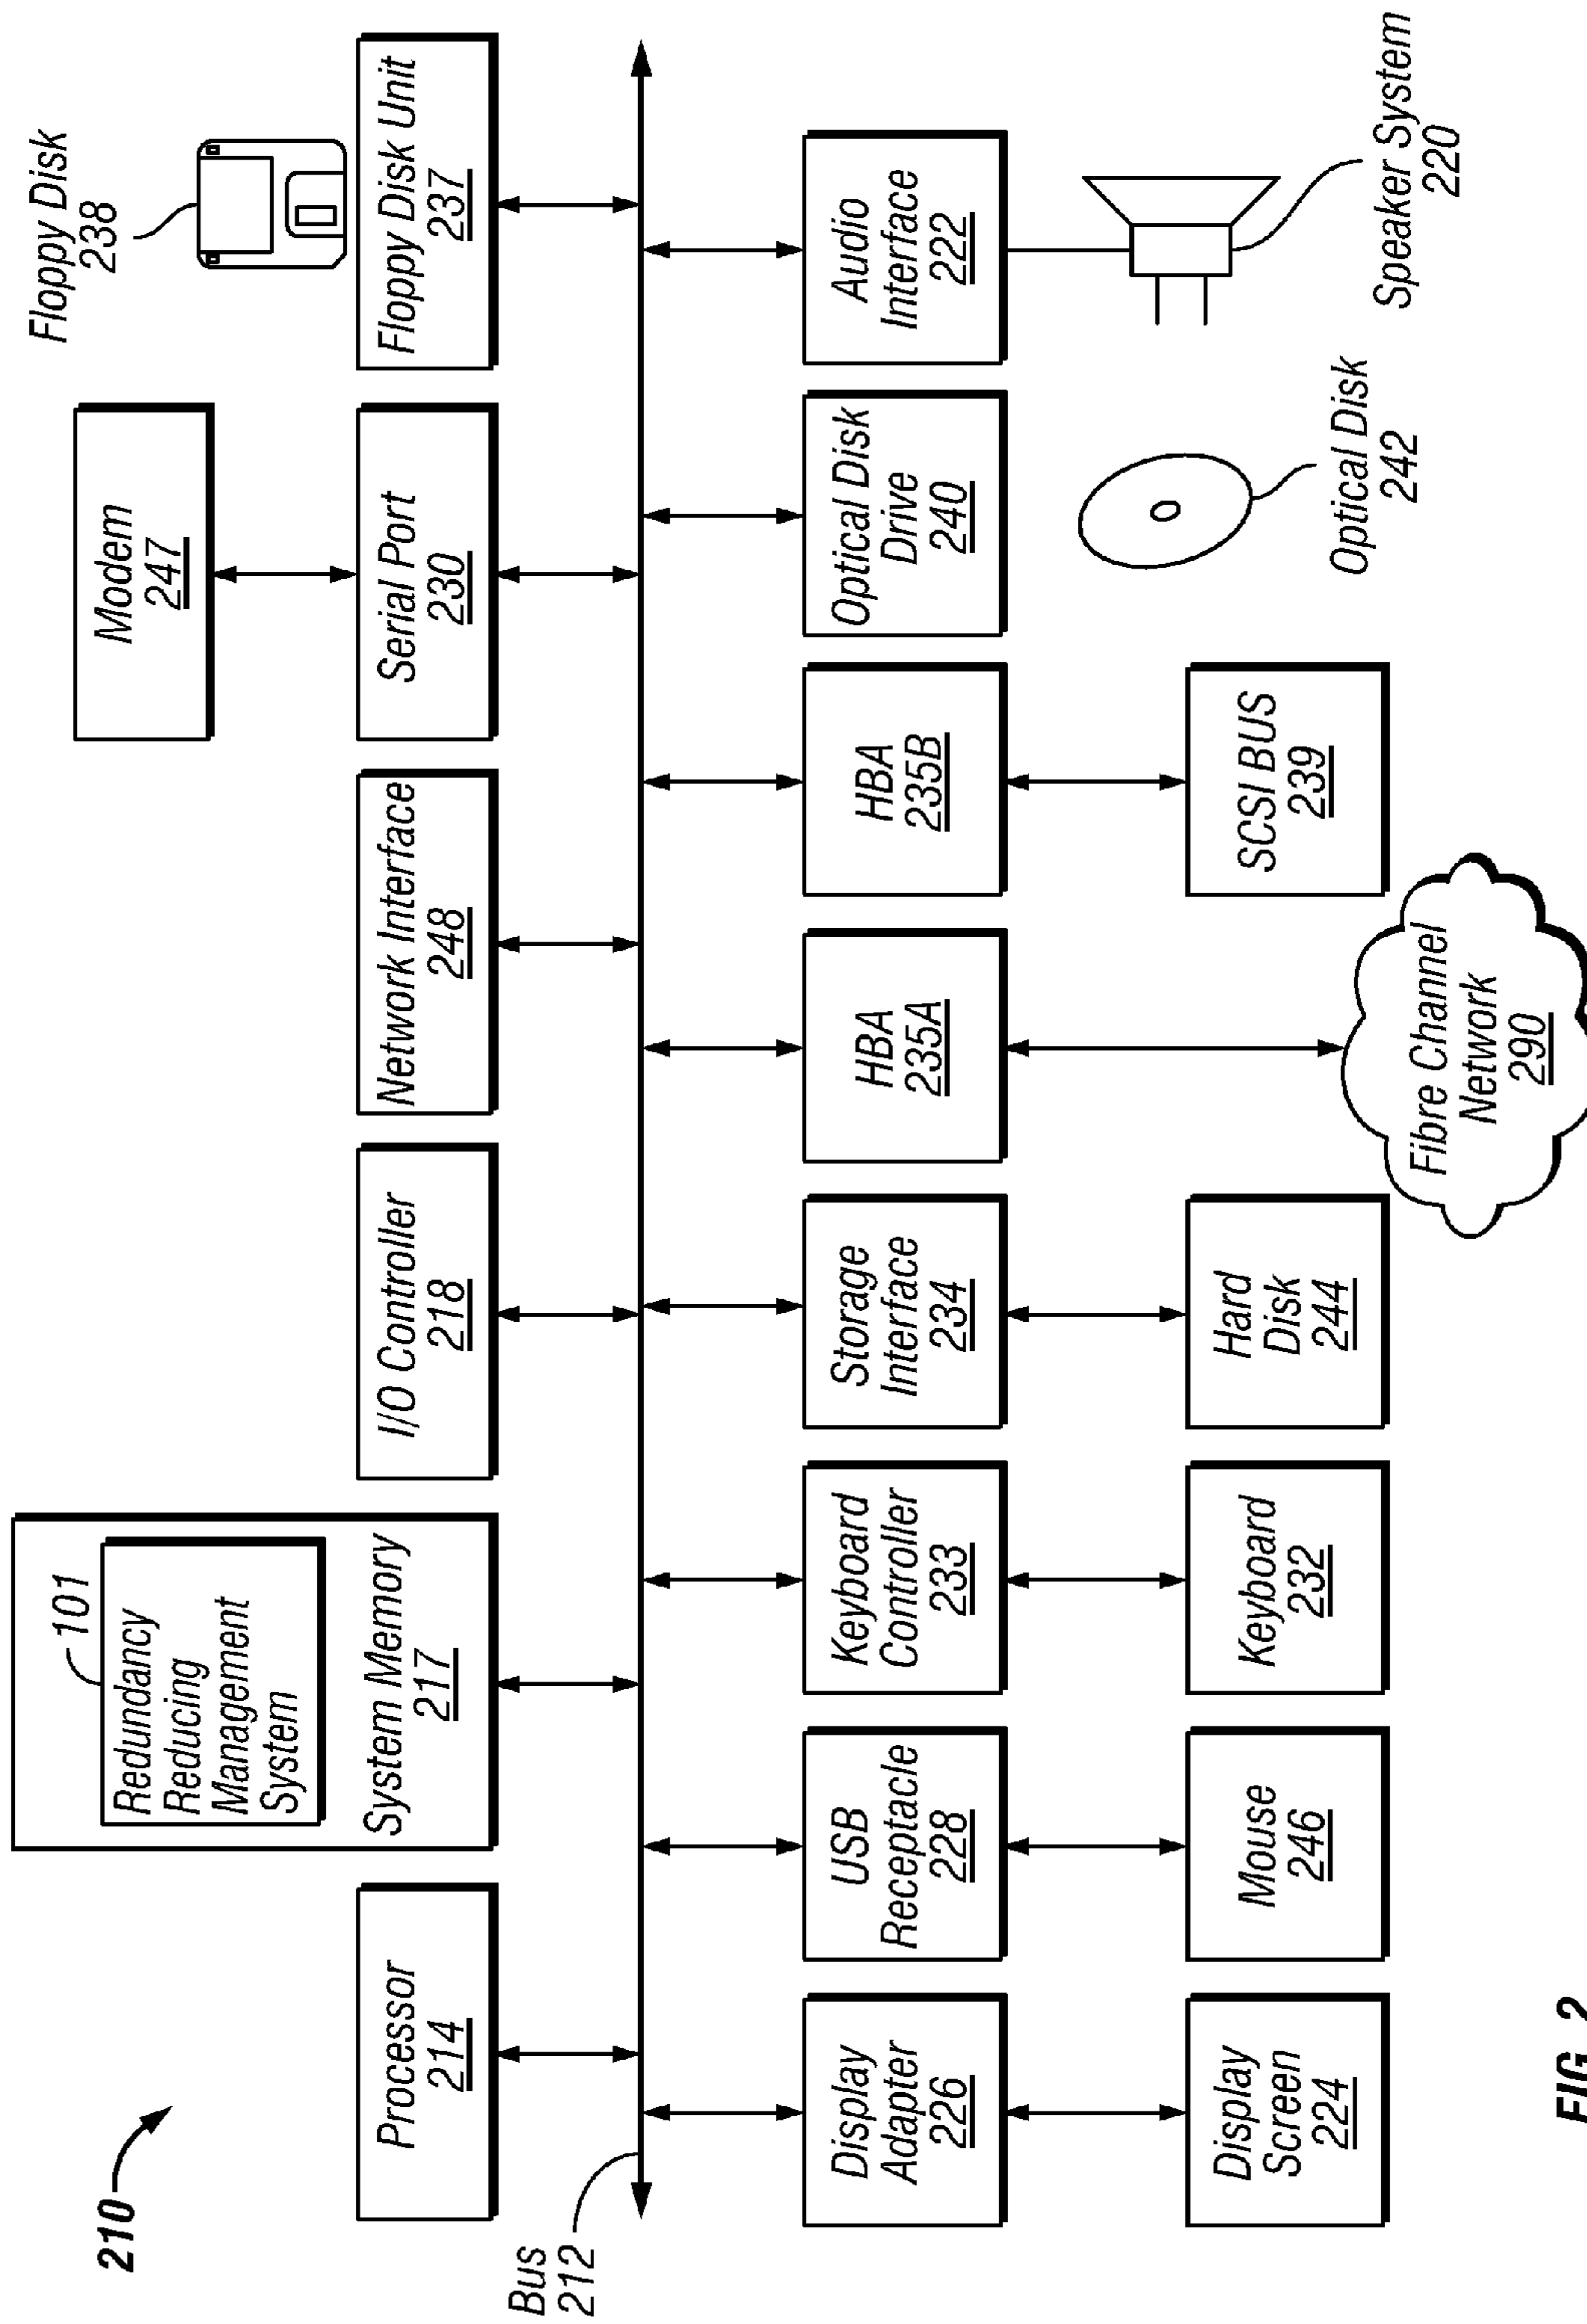 210
Redundancy
Reducing
Management
System
101
System Memory
217
Processor
214
I/O Controller
218
Network Interface
248
Modem
247
Serial Port
230
Floppy Disk
238
Floppy Disk Unit
237
Bus
212
Display
Adapter
226
USB
Receptacle
228
Keyboard
Controller
233
Storage
Interface
234
HBA
235A
HBA
235B
Optical Disk
Drive
240
Audio
Interface
222
Display
Screen
224
Mouse
246
Keyboard
232
Hard
Disk
244
Fibre Channel
Network
290
SCSI BUS
239
Optical Disk
242
Speaker System
220
FIG. 2